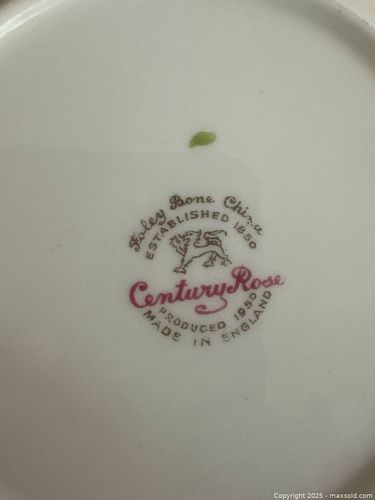 Foley Bone China
ESTABLISHED 1850
Century Rose
PRODUCED 1950
MADE IN ENGLAND
Copyright 2025 - maxsold.com